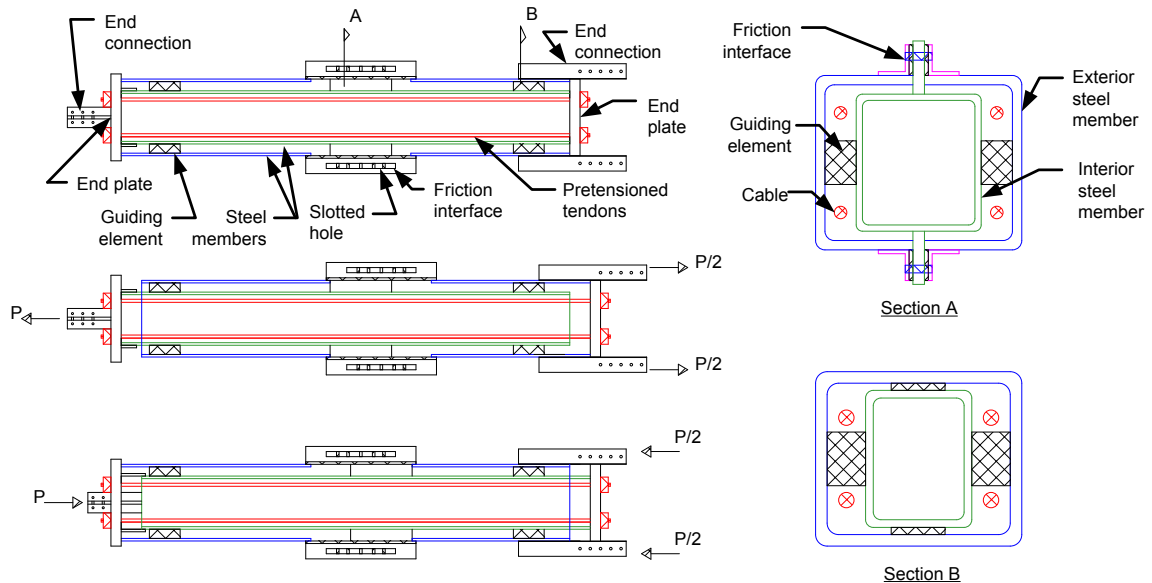 End
connection
A
B
End
connection
End
plate
End plate
Guiding
element
Steel
members
Slotted
hole
Friction
interface
Pretensioned
tendons
P
P/2
P/2
P
P/2
P/2
Friction
interface
Exterior
steel
member
Guiding
element
Cable
Interior
steel
member
Section A
Section B